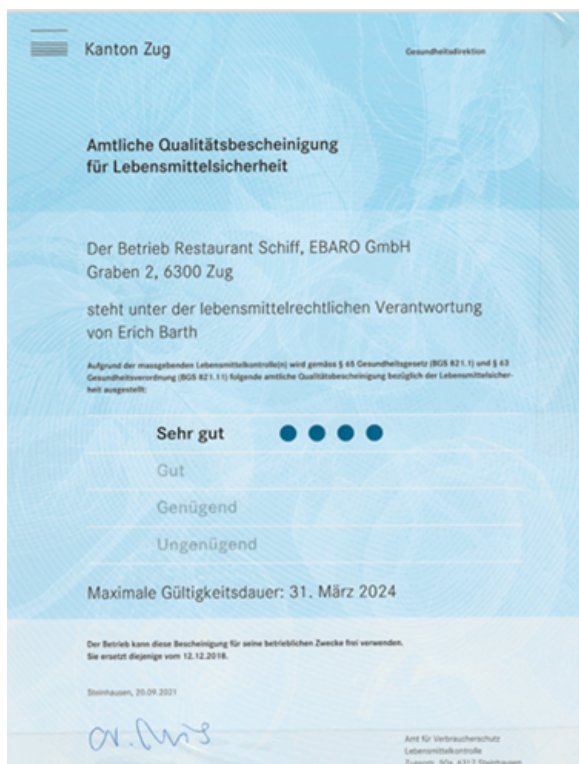 Kanton Zug
Gesundheitsdirektion
Amtliche Qualitätsbescheinigung
für Lebensmittelsicherheit
Der Betrieb Restaurant Schiff, EBARO GmbH
Graben 2, 6300 Zug
steht unter der lebensmittelrechtlichen Verantwortung
von Erich Barth
Aufgrund der massgebenden Lebensmittelkontrolle(n) wird gemäss § 65 Gesundheitsgesetz (BGS 821.1) und § 63
Gesundheitsverordnung (BGS 821.11) folgende amtliche Qualitätsbescheinigung bezüglich der Lebensmittelsicher-
heit ausgestellt:
Sehr gut
Gut
Genügend
Ungenügend
Maximale Gültigkeitsdauer: 31. März 2024
Der Betrieb kann diese Bescheinigung für seine betrieblichen Zwecke frei verwenden.
Sie ersetzt diejenige vom 12.12.2018.
Steinhausen, 20.09.2021
Amt für Verbraucherschutz
Lebensmittelkontrolle
Zugerstr. 50a, 6312 Steinhausen